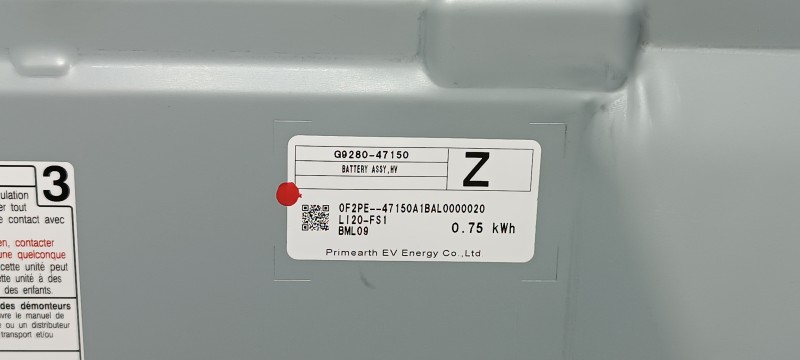 G9280-47150
BATTERY ASSY,HV
Z
0F2PE--47150A1BAL0000020
LI20-FS1
BML09
0.75 kWh
Primearth EV Energy Co.,Ltd
3
ulation
er tout
e contact avec
en, contacter
une quelconque
cette unité peut
tte unité à des
des enfants.
des démonteurs
vre le manuel de
e ou un distributeur
transport et/ou